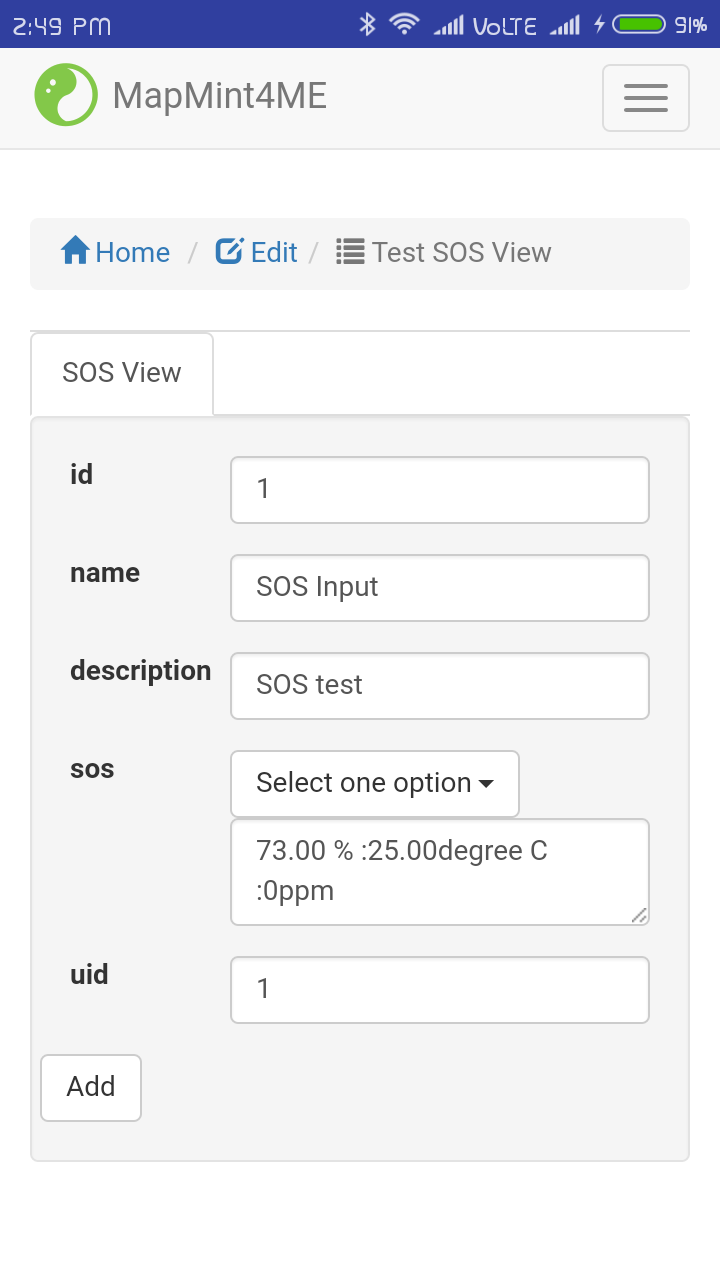 2:49 PM VoLTE 91%
MapMint4ME
Home / Edit / Test SOS View
SOS View
id 1
name SOS Input
description SOS test
sos Select one option
73.00 % :25.00degree C
:0ppm
uid 1
Add